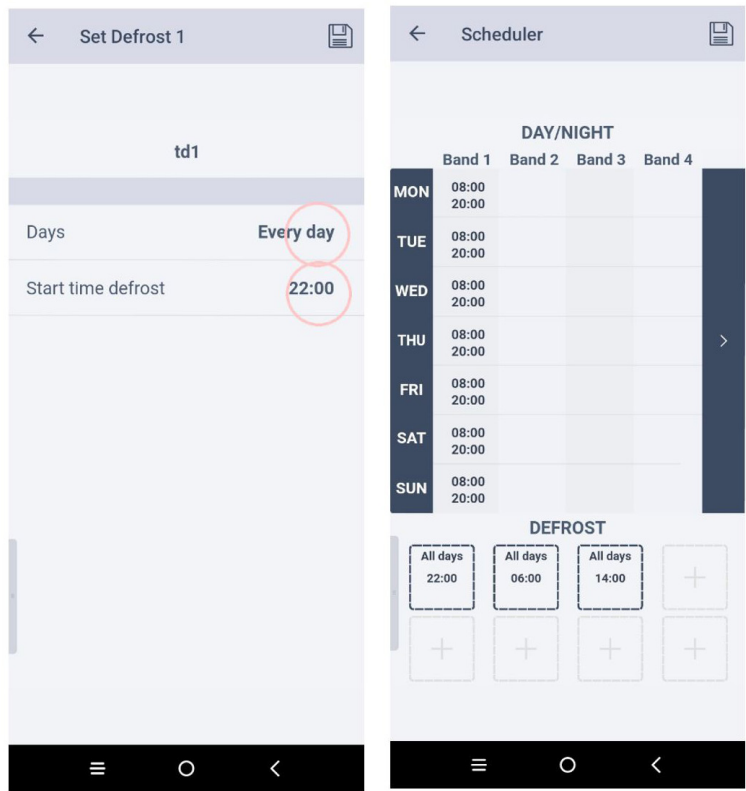 Set Defrost 1
td1
Days Every day
Start time defrost 22:00
Scheduler
DAY/NIGHT
Band 1 Band 2 Band 3 Band 4
MON 08:00
20:00
TUE 08:00
20:00
WED 08:00
20:00
THU 08:00
20:00
FRI 08:00
20:00
SAT 08:00
20:00
SUN 08:00
20:00
DEFROST
All days All days All days
22:00 06:00 14:00